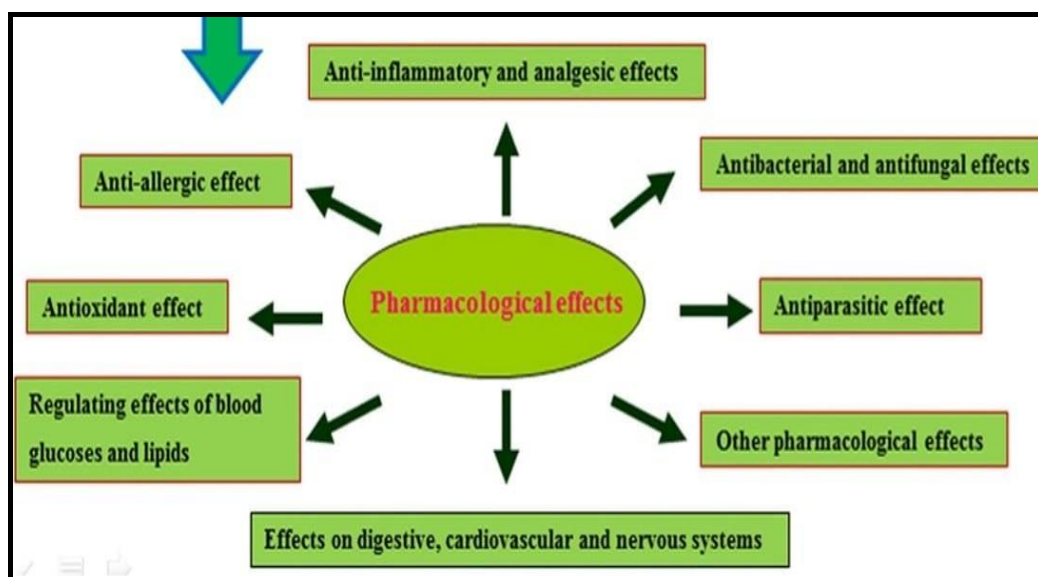 Anti-inflammatory and analgesic effects
Antibacterial and antifungal effects
Anti-allergic effect
Pharmacological effects
Antioxidant effect
Antiparasitic effect
Regulating effects of blood
glucoses and lipids
Other pharmacological effects
Effects on digestive, cardiovascular and nervous systems